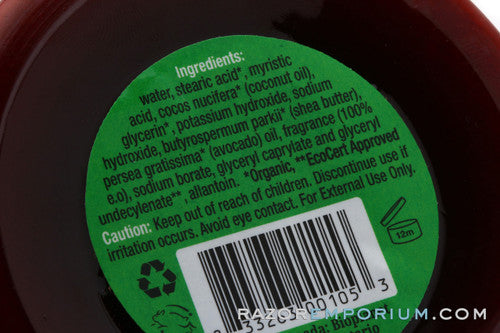 Ingredients:
water, stearic acid*, myristic
acid, cocos nucifera* (coconut oil),
glycerin*, potassium hydroxide, sodium
hydroxide, butyrospermum parkii* (shea butter),
persea gratissima* (avocado) oil, fragrance (100%
e.o), sodium borate, glyceryl caprylate and glyceryl
undecylenate**, allantoin. *Organic, **EcoCert Approved
Caution: Keep out of reach of children. Discontinue use if
irritation occurs. Avoid eye contact. For External Use Only.
12m
00105 3
RAZOREMPORIUM.COM